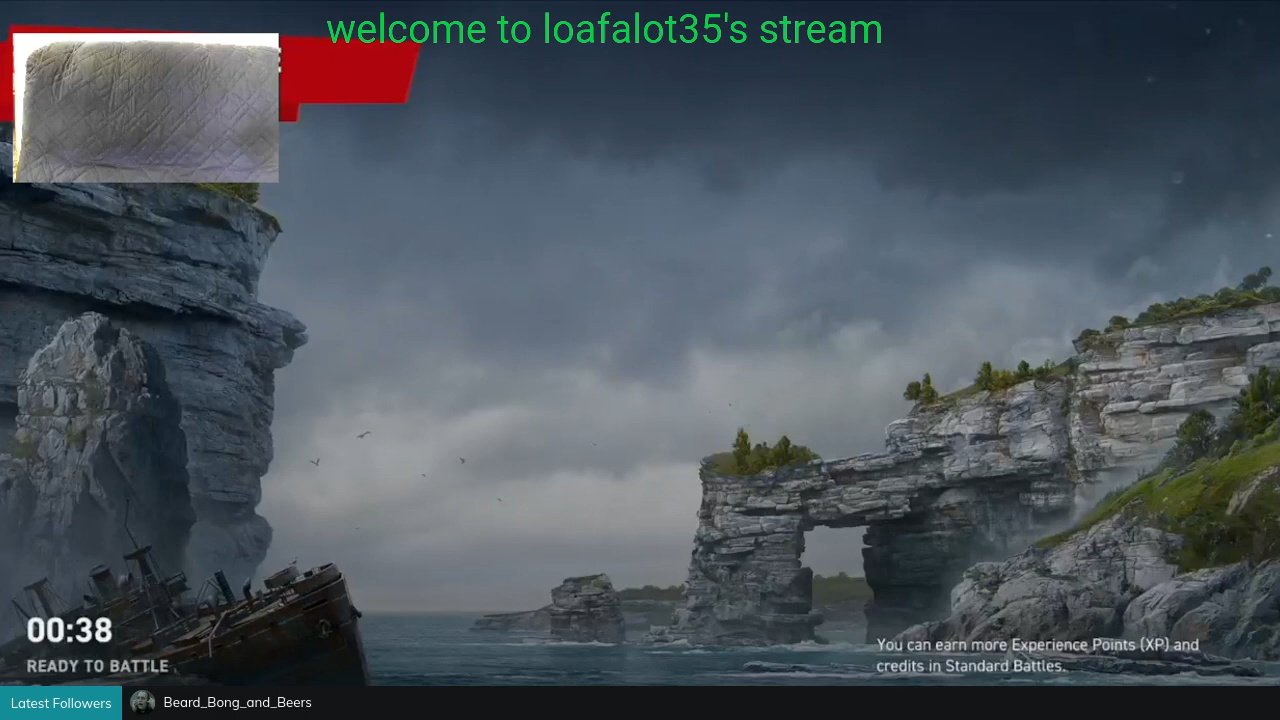 welcome to loafalot35's stream
00:38
READY TO BATTLE
You can earn more Experience Points (XP) and
credits in Standard Battles.
Latest Followers
Beard_Bong_and_Beers